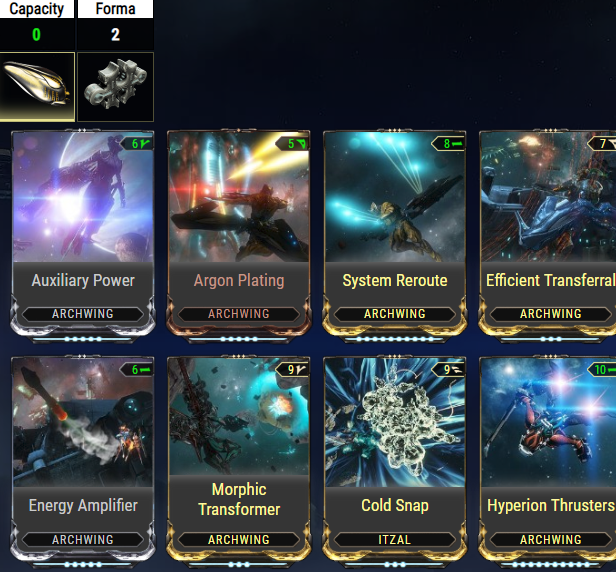 Capacity Forma
0 2
6 5 8 7
Auxiliary Power Argon Plating System Reroute Efficient Transferral
ARCHWING ARCHWING ARCHWING ARCHWING
6 9 9 10
Energy Amplifier Morphic Transformer Cold Snap Hyperion Thrusters
ARCHWING ARCHWING ITZAL ARCHWING